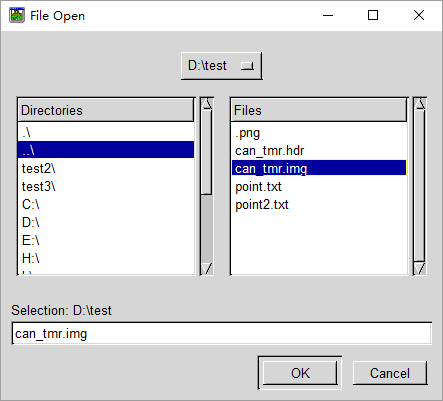 File Open
D:\test
Directories
.\
..\
test2\
test3\
C:\
D:\
E:\
H:\
Files
.png
can_tmr.hdr
can_tmr.img
point.txt
point2.txt
Selection: D:\test
can_tmr.img
OK
Cancel